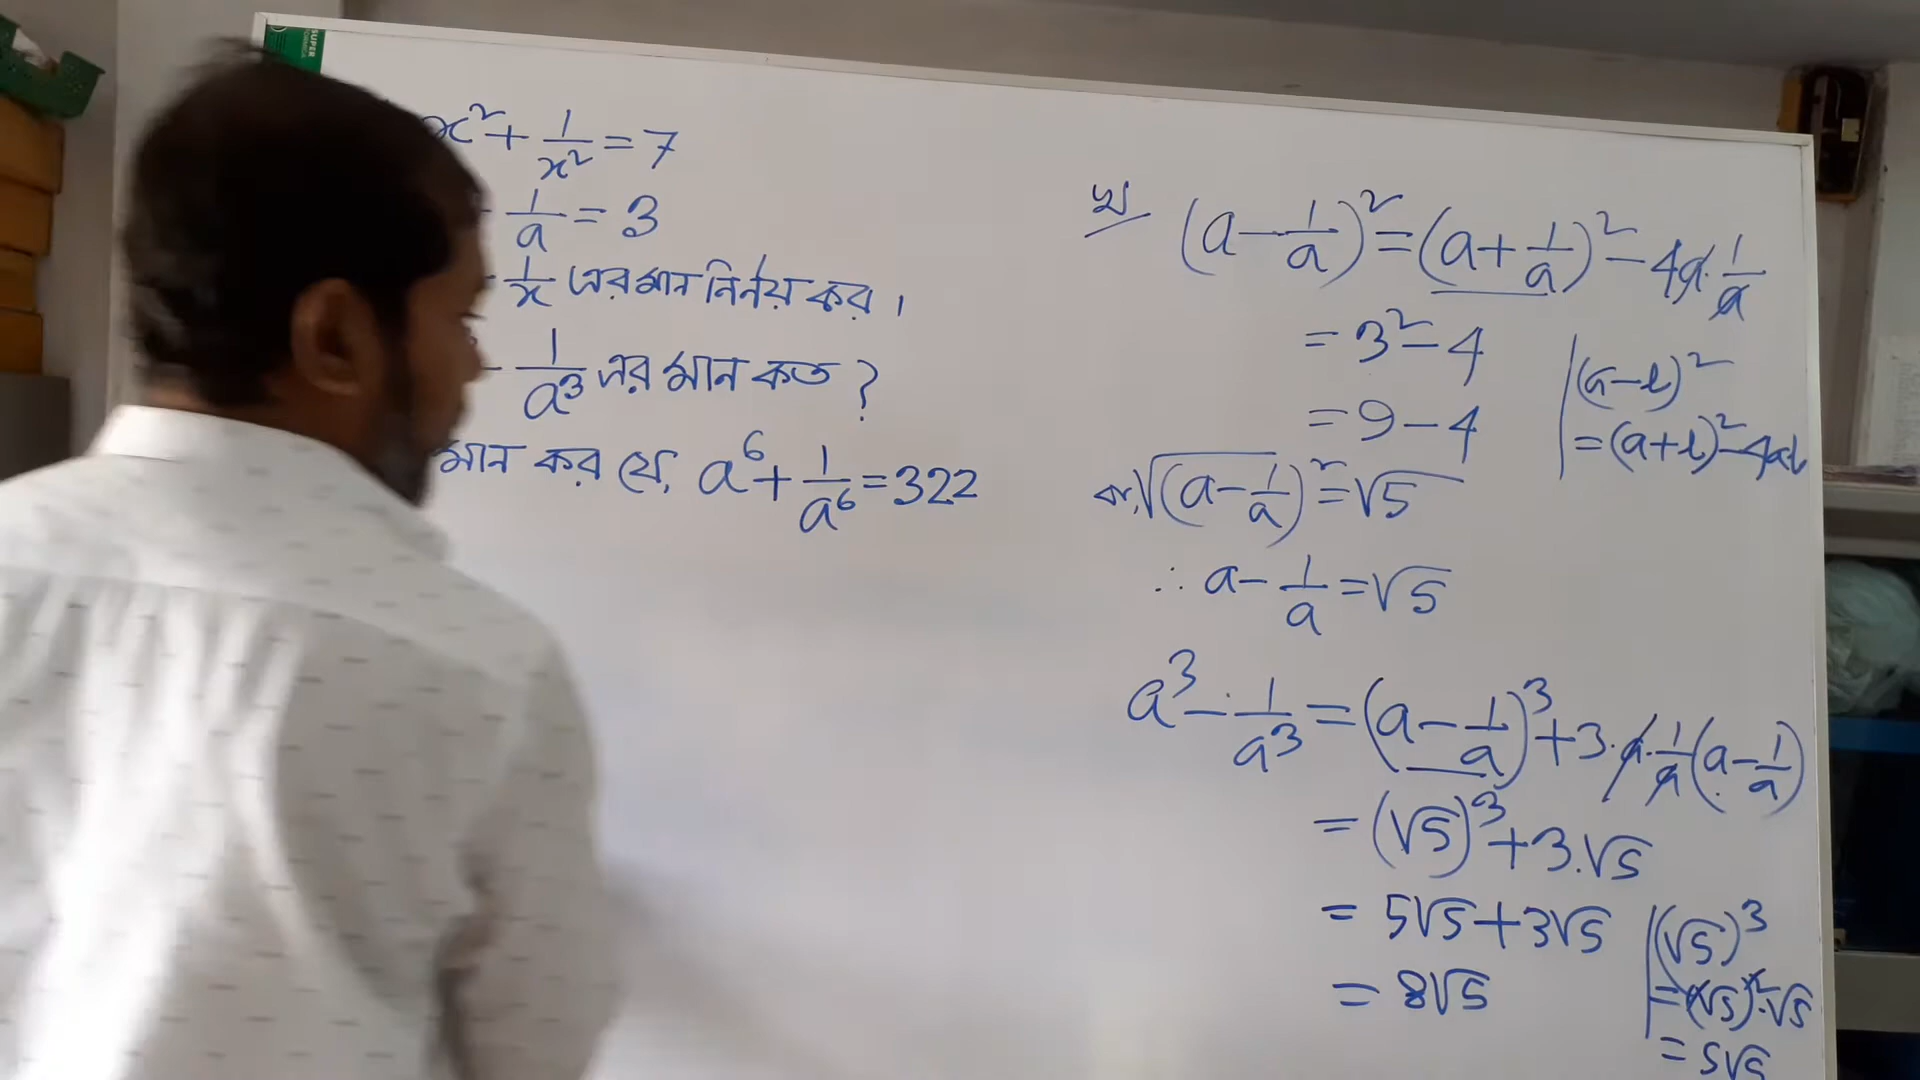 SUPER
x² + 1/x² = 7
1/a = 3
- 1/x এর মান নির্ণয় কর।
- 1/a³ এর মান কত?
মান কর যে, a⁶ + 1/a⁶ = 322
খ (a - 1/a)² = (a + 1/a)² - 4a·1/a
= 3² - 4
= 9 - 4
বা, √(a - 1/a)² = √5
∴ a - 1/a = √5
|(a-b)²
= (a+b)² - 4ab
a³ - 1/a³ = (a - 1/a)³ + 3·a·1/a(a - 1/a)
= (√5)³ + 3.√5
= 5√5 + 3√5
= 8√5
|(√5)³
= (√5)²·√5
= 5√5